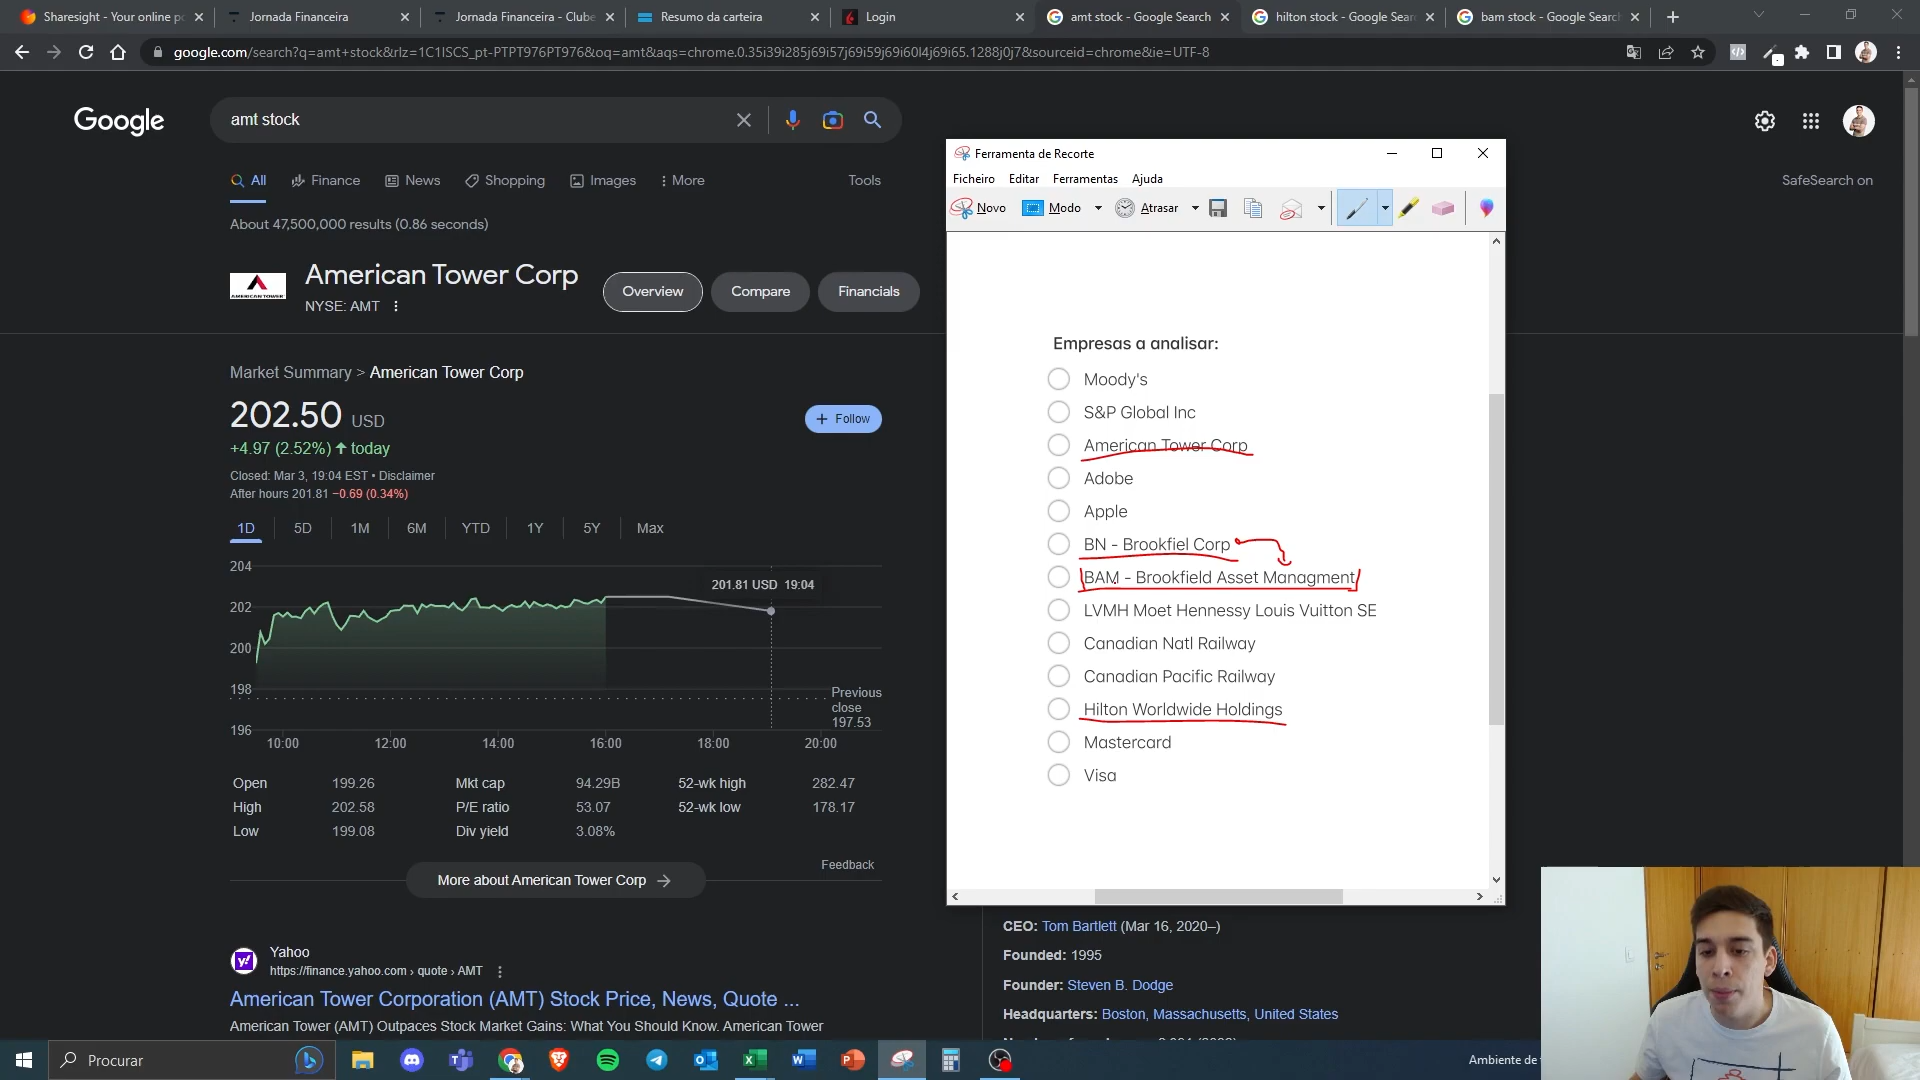 Sharesight - Your online po
Jornada Financeira
Jornada Financeira - Clube
Resumo da carteira
Login
amt stock - Google Search
hilton stock - Google Sear
bam stock - Google Search
google.com/search?q=amt+stock&rlz=1C1ISCS_pt-PTPT976PT976&oq=amt&aqs=chrome.0.35i39i285j69i57j69i59j69i60l4j69i65.1288j0j7&sourceid=chrome&ie=UTF-8
Google
amt stock
All
Finance
News
Shopping
Images
More
Tools
SafeSearch on
About 47,500,000 results (0.86 seconds)
AMERICAN TOWER
American Tower Corp
NYSE: AMT
Overview
Compare
Financials
Market Summary > American Tower Corp
202.50 USD
+ Follow
+4.97 (2.52%) ↑ today
Closed: Mar 3, 19:04 EST • Disclaimer
After hours 201.81 −0.69 (0.34%)
1D
5D
1M
6M
YTD
1Y
5Y
Max
204
202
200
198
196
201.81 USD 19:04
Previous
close
197.53
10:00
12:00
14:00
16:00
18:00
20:00
Open 199.26 Mkt cap 94.29B 52-wk high 282.47
High 202.58 P/E ratio 53.07 52-wk low 178.17
Low 199.08 Div yield 3.08%
Feedback
More about American Tower Corp →
Yahoo
https://finance.yahoo.com › quote › AMT
American Tower Corporation (AMT) Stock Price, News, Quote ...
American Tower (AMT) Outpaces Stock Market Gains: What You Should Know. American Tower
Ferramenta de Recorte
Ficheiro Editar Ferramentas Ajuda
Novo Modo Atrasar
Empresas a analisar:
Moody's
S&P Global Inc
American Tower Corp
Adobe
Apple
BN - Brookfiel Corp
BAM - Brookfield Asset Managment
LVMH Moet Hennessy Louis Vuitton SE
Canadian Natl Railway
Canadian Pacific Railway
Hilton Worldwide Holdings
Mastercard
Visa
CEO: Tom Bartlett (Mar 16, 2020–)
Founded: 1995
Founder: Steven B. Dodge
Headquarters: Boston, Massachusetts, United States
Procurar
Ambiente de